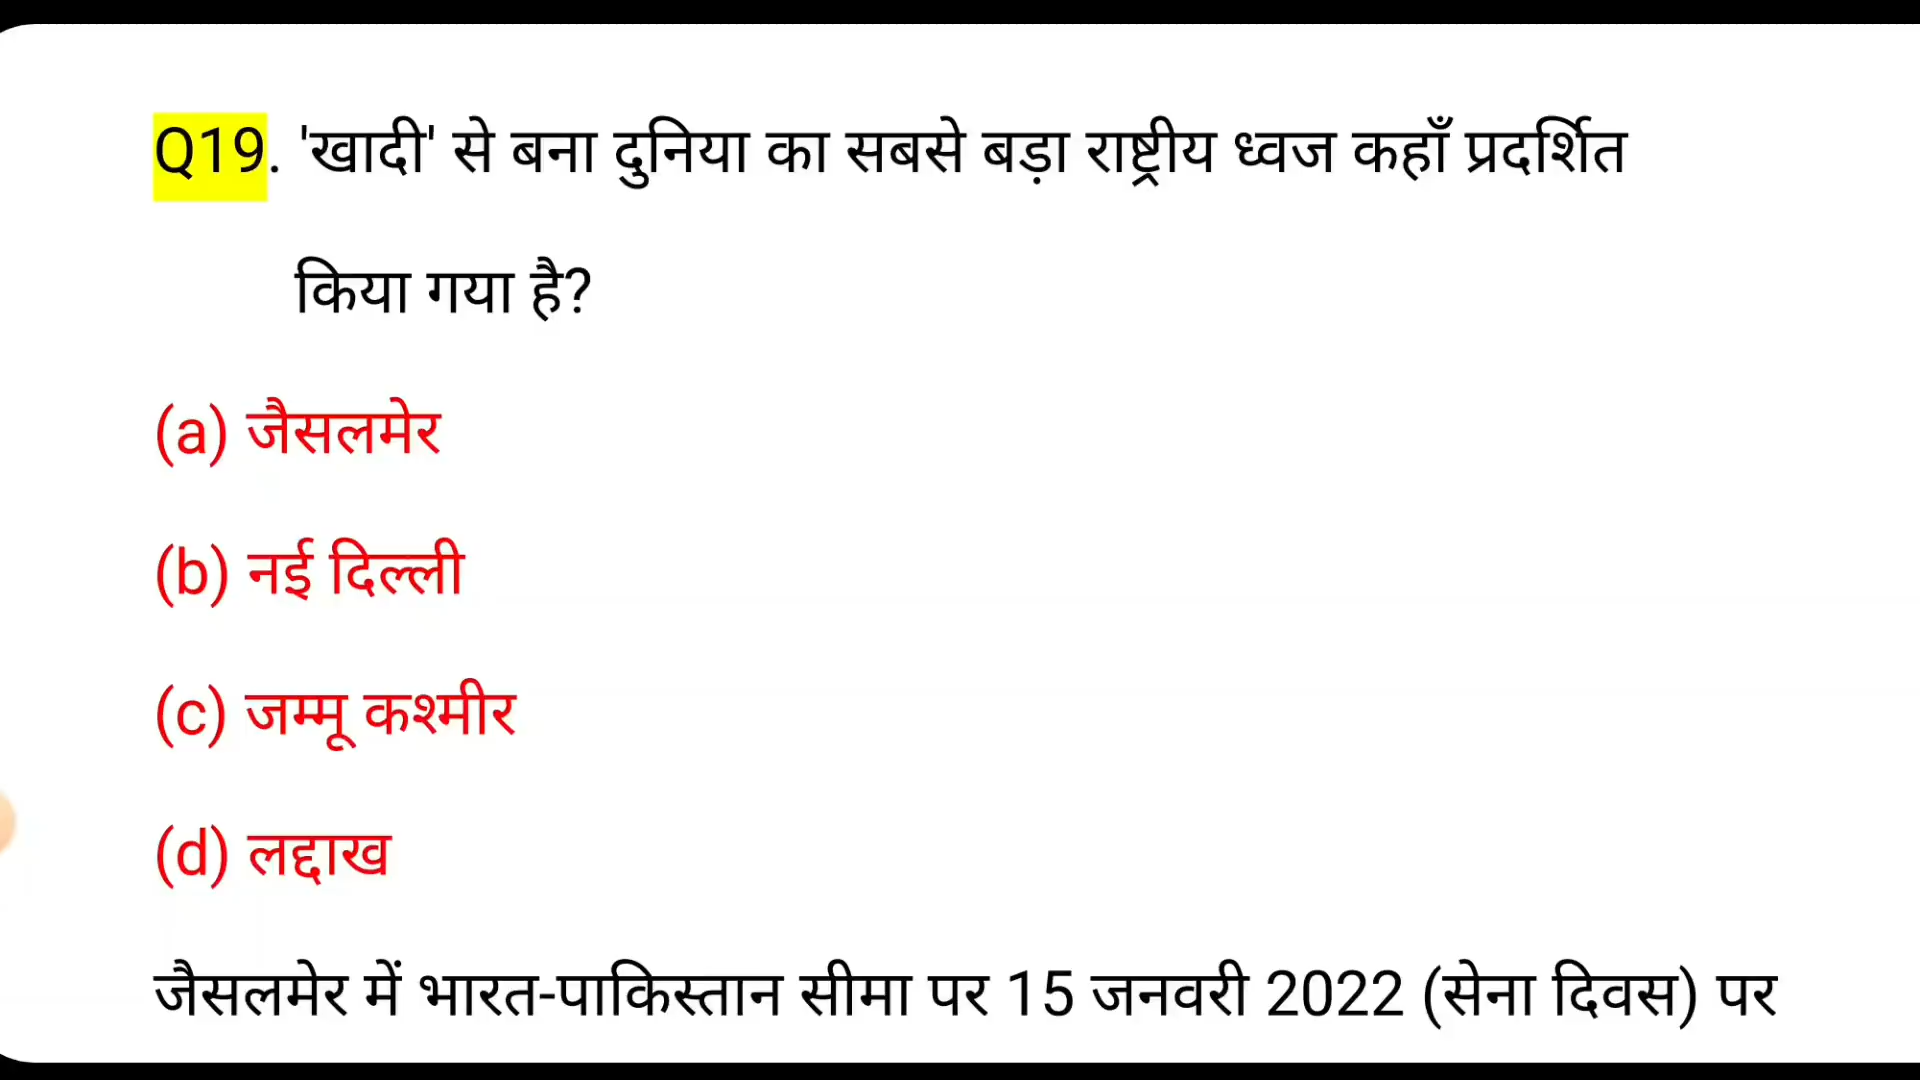 Q19. 'खादी' से बना दुनिया का सबसे बड़ा राष्ट्रीय ध्वज कहाँ प्रदर्शित
किया गया है?
(a) जैसलमेर
(b) नई दिल्ली
(c) जम्मू कश्मीर
(d) लद्दाख
जैसलमेर में भारत-पाकिस्तान सीमा पर 15 जनवरी 2022 (सेना दिवस) पर